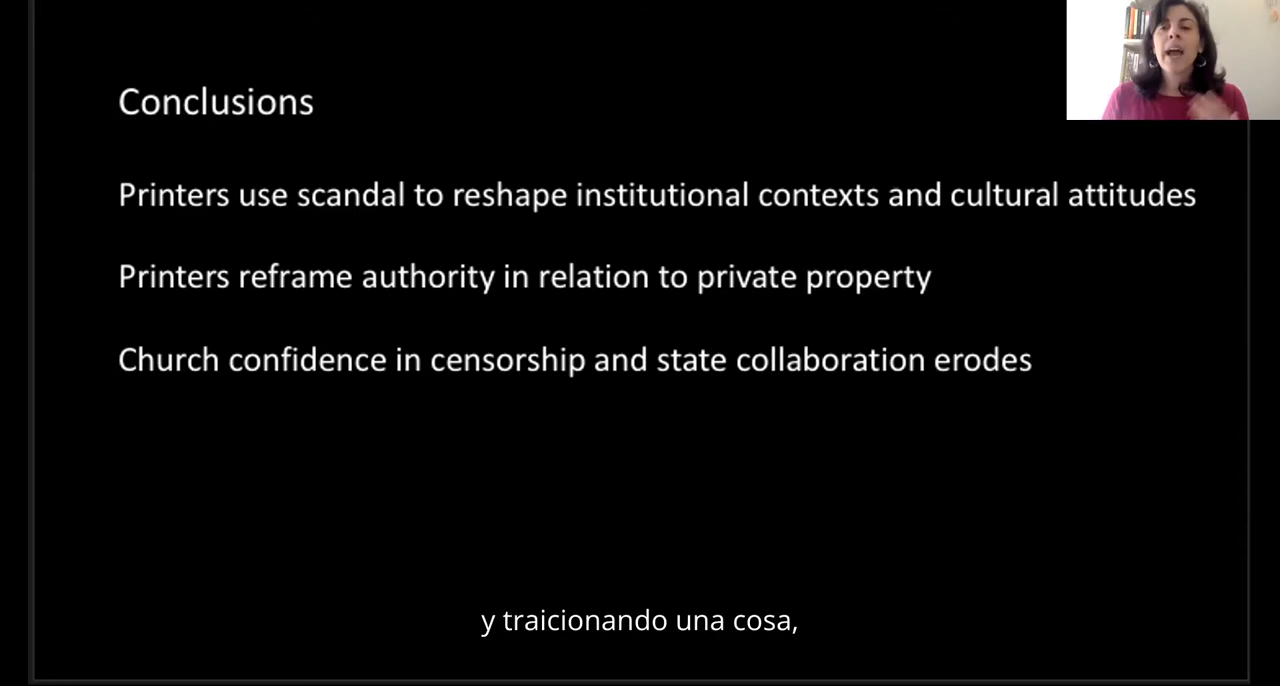 Conclusions
Printers use scandal to reshape institutional contexts and cultural attitudes
Printers reframe authority in relation to private property
Church confidence in censorship and state collaboration erodes
y traicionando una cosa,